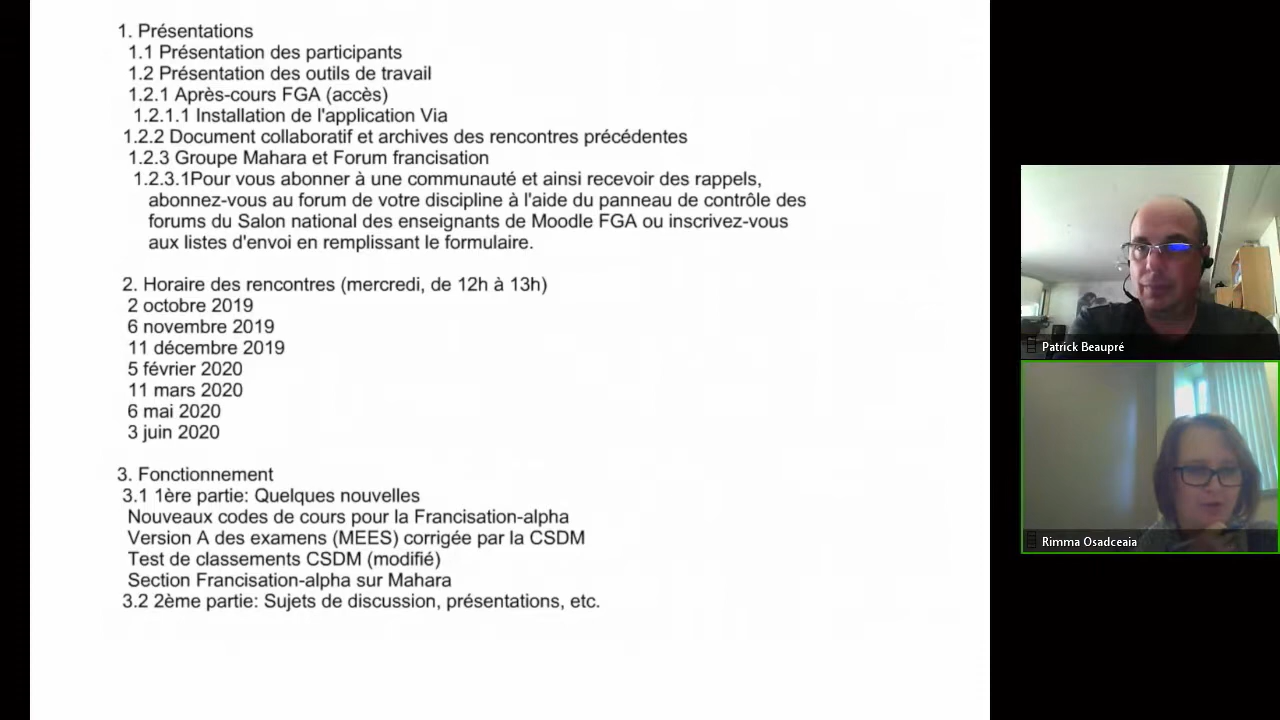 1. Présentations
1.1 Présentation des participants
1.2 Présentation des outils de travail
1.2.1 Après-cours FGA (accès)
1.2.1.1 Installation de l'application Via
1.2.2 Document collaboratif et archives des rencontres précédentes
1.2.3 Groupe Mahara et Forum francisation
1.2.3.1Pour vous abonner à une communauté et ainsi recevoir des rappels,
abonnez-vous au forum de votre discipline à l'aide du panneau de contrôle des
forums du Salon national des enseignants de Moodle FGA ou inscrivez-vous
aux listes d'envoi en remplissant le formulaire.
2. Horaire des rencontres (mercredi, de 12h à 13h)
2 octobre 2019
6 novembre 2019
11 décembre 2019
5 février 2020
11 mars 2020
6 mai 2020
3 juin 2020
3. Fonctionnement
3.1 1ère partie: Quelques nouvelles
Nouveaux codes de cours pour la Francisation-alpha
Version A des examens (MEES) corrigée par la CSDM
Test de classements CSDM (modifié)
Section Francisation-alpha sur Mahara
3.2 2ème partie: Sujets de discussion, présentations, etc.
Patrick Beaupré
Rimma Osadceaia